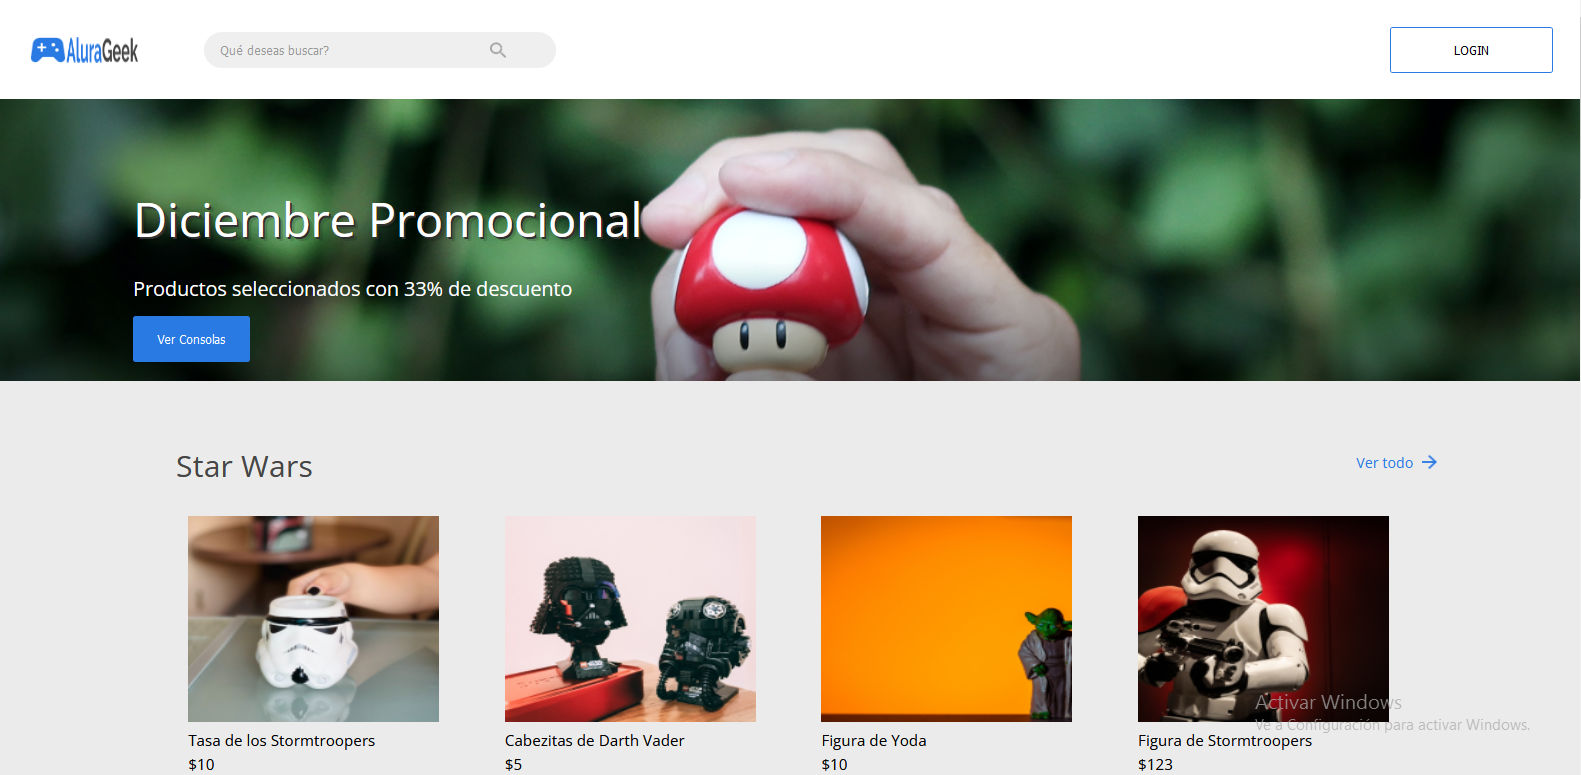 AluraGeek
Qué deseas buscar?
LOGIN
Diciembre Promocional
Productos seleccionados con 33% de descuento
Ver Consolas
Star Wars
Ver todo
Tasa de los Stormtroopers
$10
Cabezitas de Darth Vader
$5
Figura de Yoda
$10
Figura de Stormtroopers
$123
Activar Windows
Ve a Configuración para activar Windows.